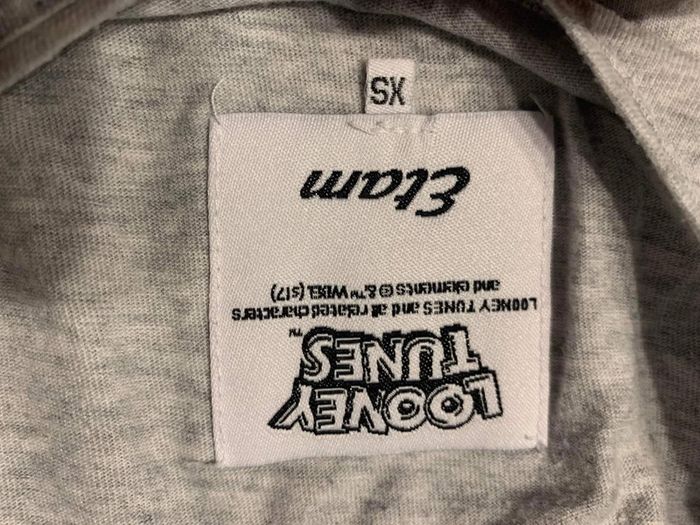 LOONEY
TUNES™
LOONEY TUNES and all related characters
and elements © & ™ WBEI. (s17)
Etam
XS